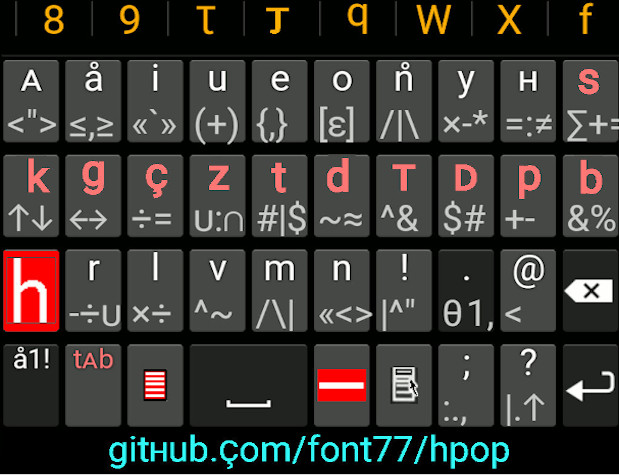 8 9 Ʈ ᴊ q W X f
ᴀ å i u e o n̊ y ʜ s
<"> ≤,≥ «`» (+) {,} [ε] /|\ ×-* =:≠ ∑+=
k g ç z t d ᴛ ᴅ p b
↑↓ ↔ ÷= ∪:∩ #|$ ~≈ ^& $# +- &%
h r l v m n ! . @
-÷∪ ×÷ ^~ /\| «<> |^" θ1, <
å1! tᴀb ; ?
:., |.↑
gitʜub.çom/font77/hpop